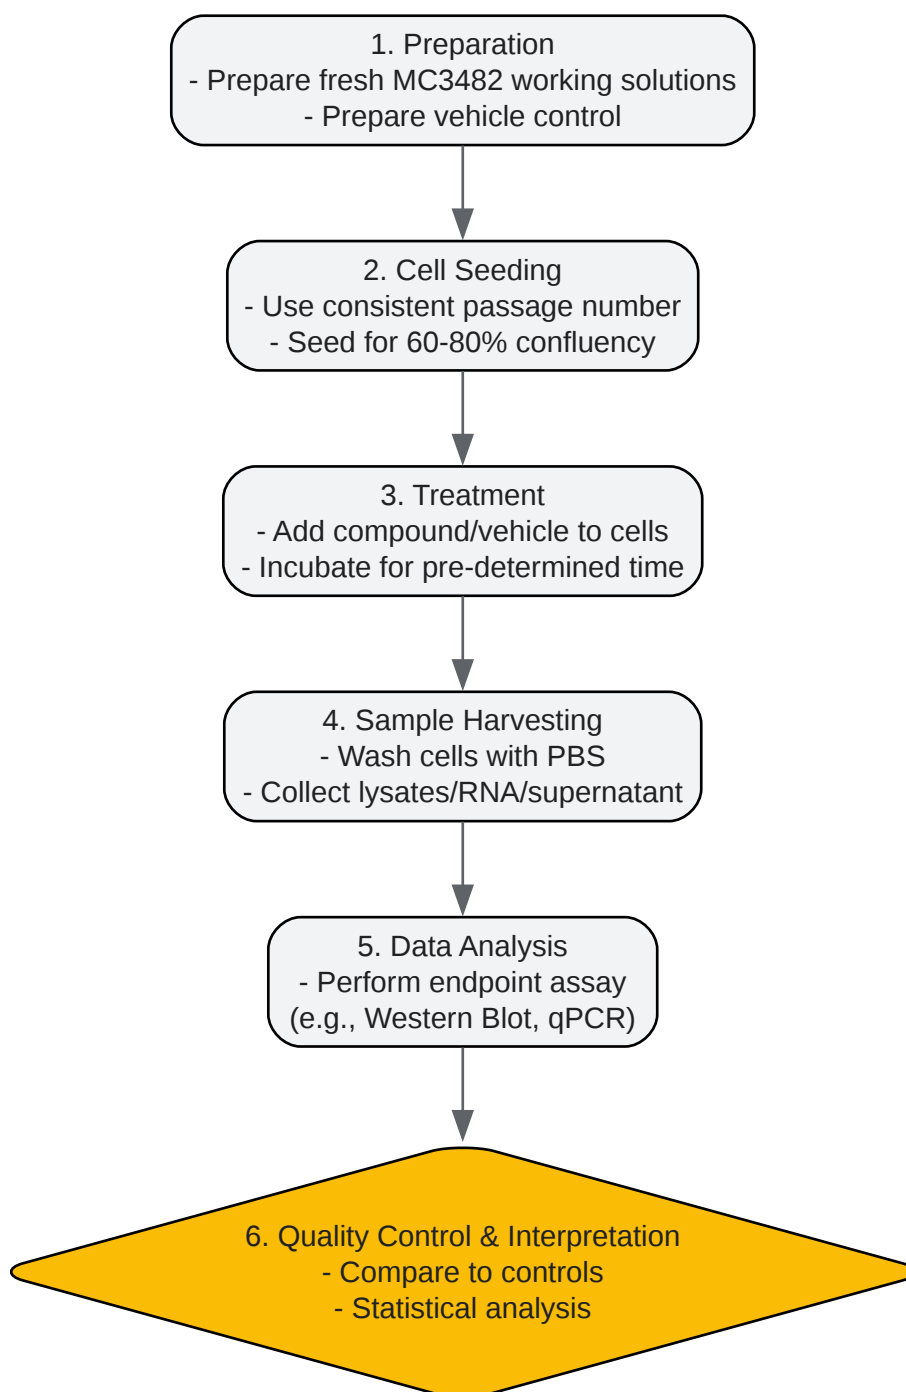 1. Preparation
- Prepare fresh MC3482 working solutions
- Prepare vehicle control
2. Cell Seeding
- Use consistent passage number
- Seed for 60-80% confluency
3. Treatment
- Add compound/vehicle to cells
- Incubate for pre-determined time
4. Sample Harvesting
- Wash cells with PBS
- Collect lysates/RNA/supernatant
5. Data Analysis
- Perform endpoint assay
(e.g., Western Blot, qPCR)
6. Quality Control & Interpretation
- Compare to controls
- Statistical analysis